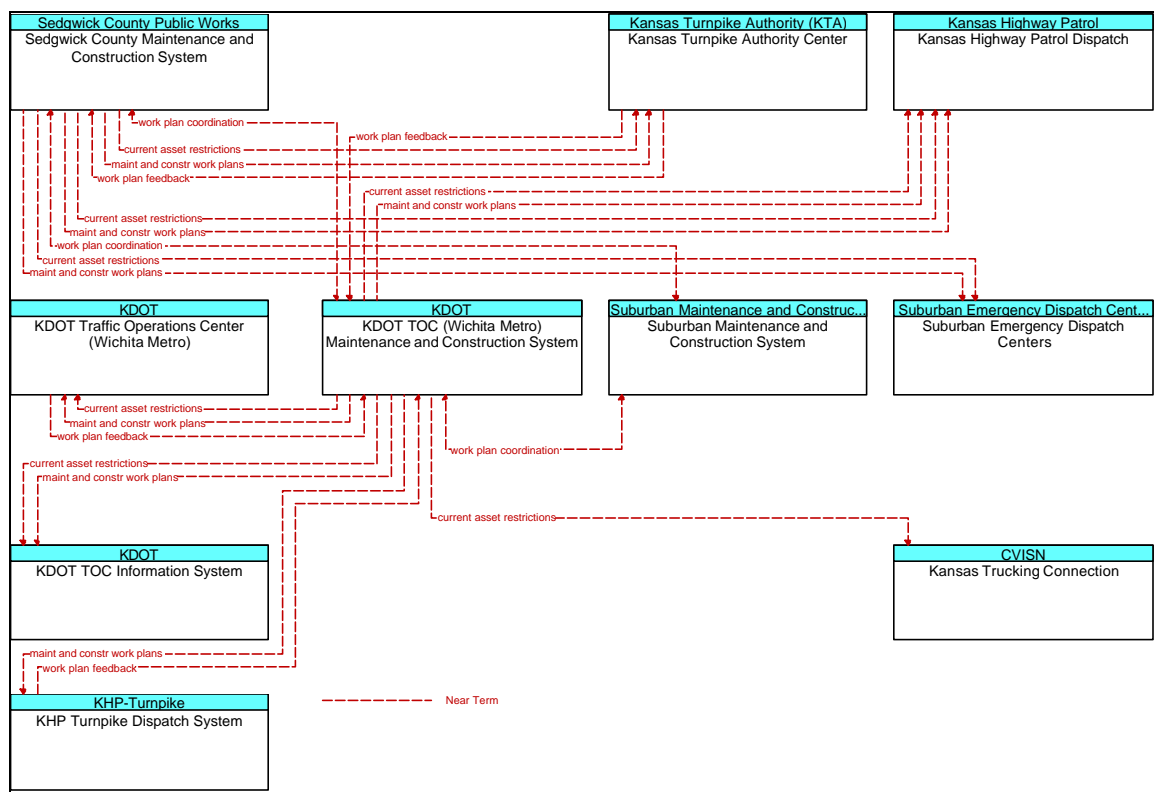 Sedgwick County Public Works
Sedgwick County Maintenance and
Construction System
Kansas Turnpike Authority (KTA)
Kansas Turnpike Authority Center
Kansas Highway Patrol
Kansas Highway Patrol Dispatch
work plan coordination
work plan feedback
current asset restrictions
maint and constr work plans
work plan feedback
current asset restrictions
maint and constr work plans
current asset restrictions
maint and constr work plans
work plan coordination
current asset restrictions
maint and constr work plans
KDOT
KDOT Traffic Operations Center
(Wichita Metro)
KDOT
KDOT TOC (Wichita Metro)
Maintenance and Construction System
Suburban Maintenance and Construc...
Suburban Maintenance and
Construction System
Suburban Emergency Dispatch Cent...
Suburban Emergency Dispatch
Centers
current asset restrictions
maint and constr work plans
work plan feedback
work plan coordination
current asset restrictions
maint and constr work plans
current asset restrictions
KDOT
KDOT TOC Information System
CVISN
Kansas Trucking Connection
maint and constr work plans
work plan feedback
KHP-Turnpike
KHP Turnpike Dispatch System
Near Term